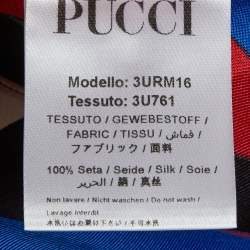 PUCCI
Modello: 3URM16
Tessuto: 3U761
TESSUTO / GEWEBESTOFF /
FABRIC / TISSU / قماش /
ファブリック / 面料
100% Seta / Seide / Silk / Soie /
الحرير / 絹 / 真丝
Non lavare / Nicht waschen / Do not wash /
Lavage Interdit